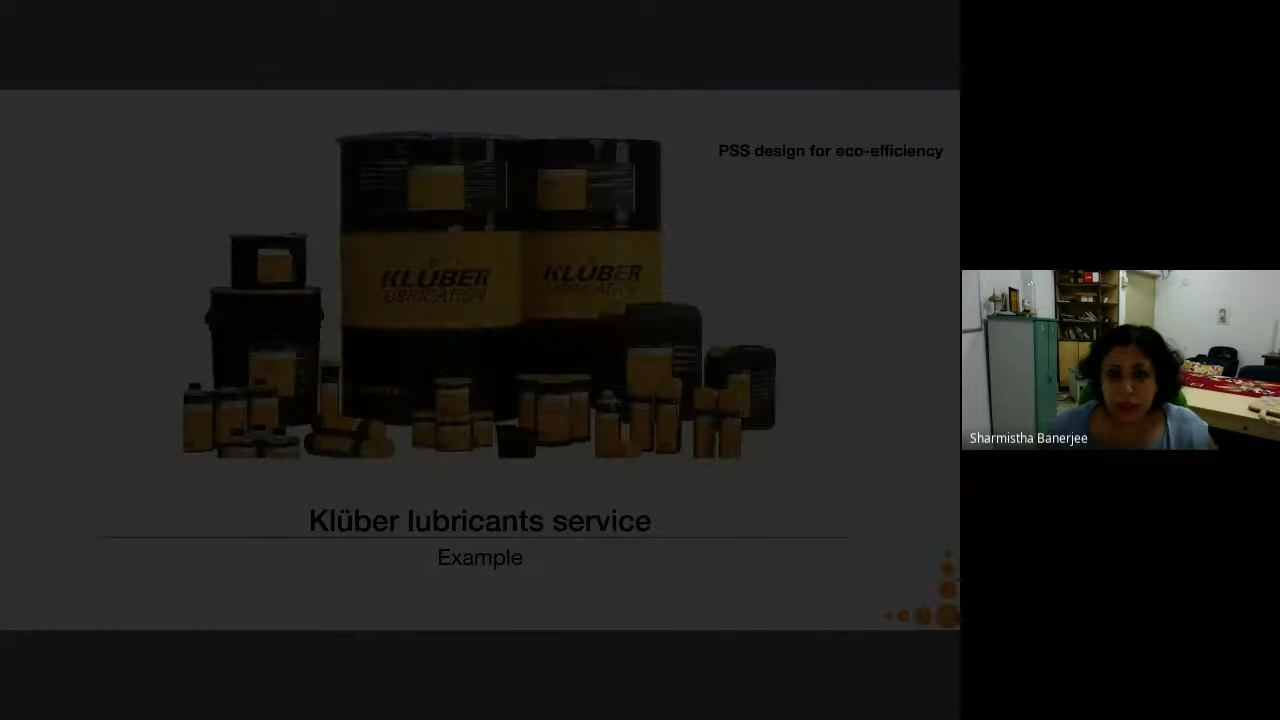 PSS design for eco-efficiency
KLÜBER
LUBRICATION
KLÜBER
LUBRICATION
Klüber lubricants service
Example
Sharmistha Banerjee